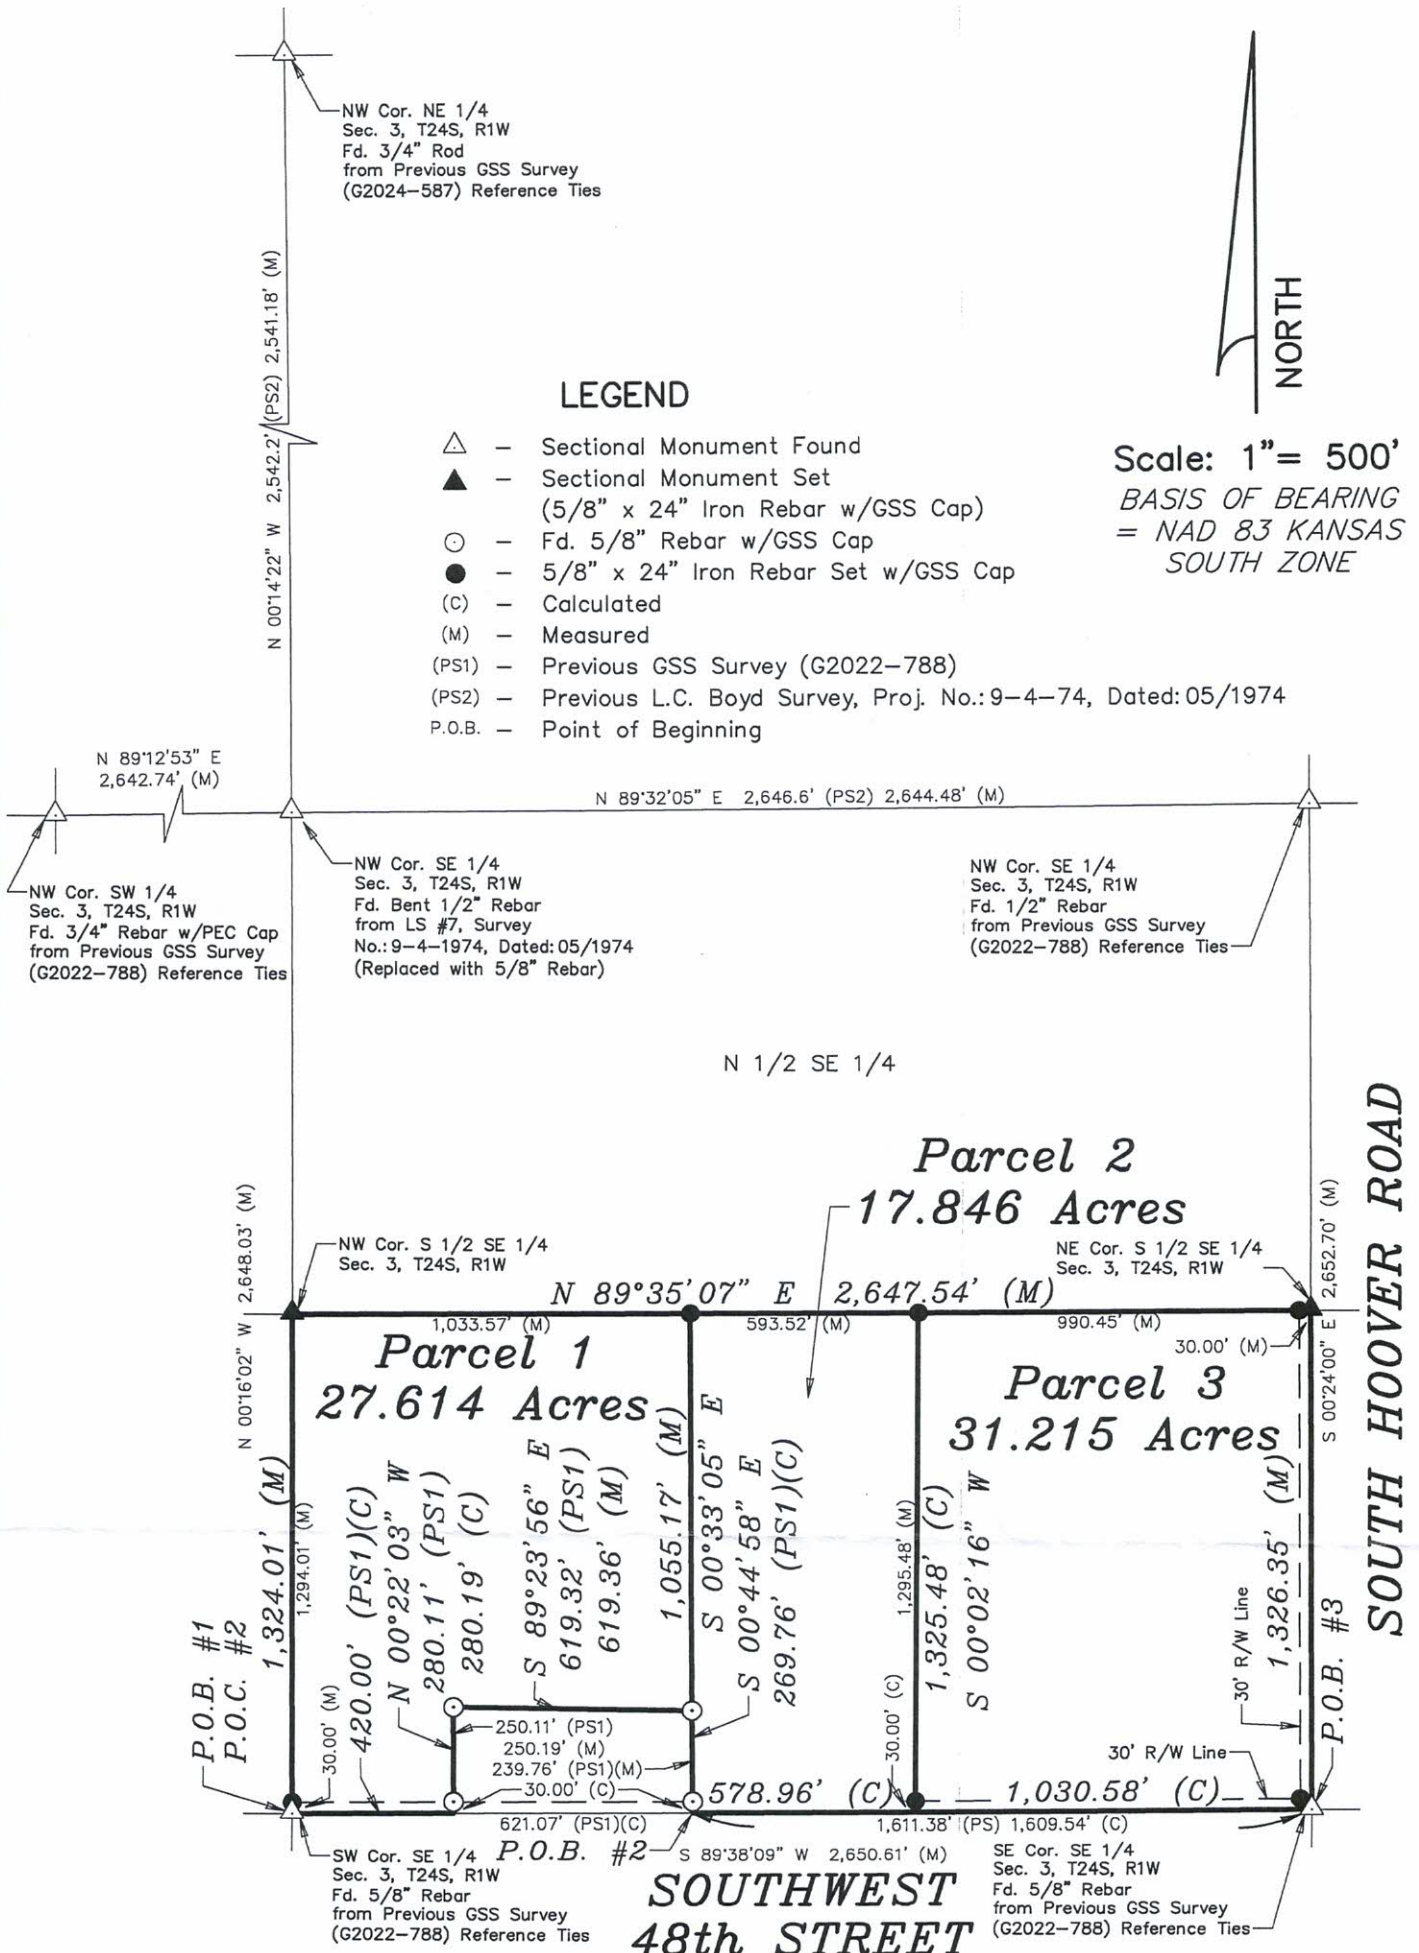 NW Cor. NE 1/4
Sec. 3, T24S, R1W
Fd. 3/4" Rod
from Previous GSS Survey
(G2024-587) Reference Ties
N 00°14'22" W 2,542.2' (PS2) 2,541.18' (M)
NORTH
LEGEND
△ – Sectional Monument Found
▲ – Sectional Monument Set
(5/8" x 24" Iron Rebar w/GSS Cap)
⊙ – Fd. 5/8" Rebar w/GSS Cap
● – 5/8" x 24" Iron Rebar Set w/GSS Cap
(C) – Calculated
(M) – Measured
(PS1) – Previous GSS Survey (G2022-788)
(PS2) – Previous L.C. Boyd Survey, Proj. No.: 9-4-74, Dated: 05/1974
P.O.B. – Point of Beginning
Scale: 1"= 500'
BASIS OF BEARING
= NAD 83 KANSAS
SOUTH ZONE
N 89°12'53" E
2,642.74' (M)
N 89°32'05" E 2,646.6' (PS2) 2,644.48' (M)
NW Cor. SW 1/4
Sec. 3, T24S, R1W
Fd. 3/4" Rebar w/PEC Cap
from Previous GSS Survey
(G2022-788) Reference Ties
NW Cor. SE 1/4
Sec. 3, T24S, R1W
Fd. Bent 1/2" Rebar
from LS #7, Survey
No.: 9-4-1974, Dated: 05/1974
(Replaced with 5/8" Rebar)
NW Cor. SE 1/4
Sec. 3, T24S, R1W
Fd. 1/2" Rebar
from Previous GSS Survey
(G2022-788) Reference Ties
N 1/2 SE 1/4
Parcel 2
17.846 Acres
SOUTH HOOVER ROAD
N 00°16'02" W 2,648.03' (M)
S 00°24'00" E 2,652.70' (M)
NW Cor. S 1/2 SE 1/4
Sec. 3, T24S, R1W
NE Cor. S 1/2 SE 1/4
Sec. 3, T24S, R1W
N 89°35'07" E 2,647.54' (M)
1,033.57' (M)
593.52' (M)
990.45' (M)
30.00' (M)
Parcel 1
27.614 Acres
Parcel 3
31.215 Acres
P.O.B. #1
P.O.C. #2
1,324.01' (M)
1,294.01' (M)
30.00' (M)
420.00' (PS1)(C)
N 00°22'03" W
280.11' (PS1)
280.19' (C)
S 89°23'56" E
619.32' (PS1)
619.36' (M)
1,055.17' (M)
S 00°33'05" E
S 00°44'58" E
269.76' (PS1)(C)
1,295.48' (M)
30.00' (C)
1,325.48' (C)
S 00°02'16" W
30' R/W Line
1,326.35' (M)
P.O.B. #3
250.11' (PS1)
250.19' (M)
239.76' (PS1)(M)
30.00' (C)
30' R/W Line
578.96' (C)
1,030.58' (C)
621.07' (PS1)(C)
1,611.38' (PS) 1,609.54' (C)
P.O.B. #2
S 89°38'09" W 2,650.61' (M)
SW Cor. SE 1/4
Sec. 3, T24S, R1W
Fd. 5/8" Rebar
from Previous GSS Survey
(G2022-788) Reference Ties
SE Cor. SE 1/4
Sec. 3, T24S, R1W
Fd. 5/8" Rebar
from Previous GSS Survey
(G2022-788) Reference Ties
SOUTHWEST
48th STREET